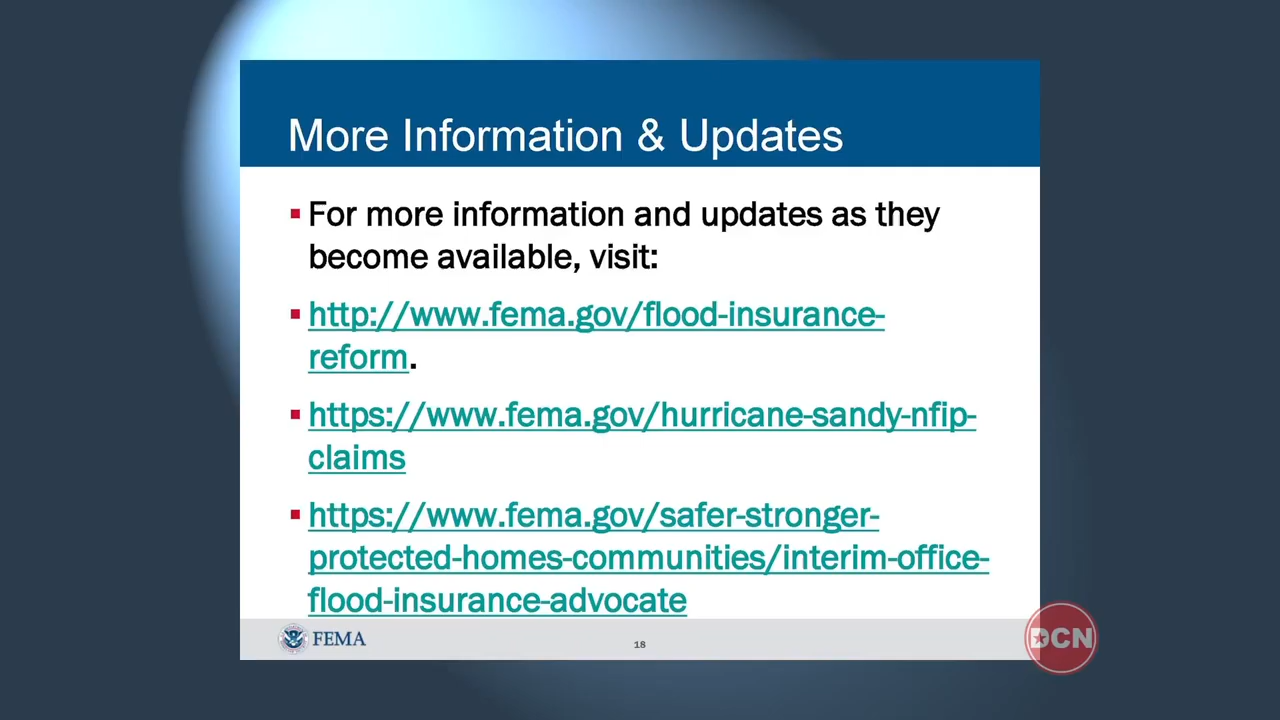 More Information & Updates
For more information and updates as they
become available, visit:
http://www.fema.gov/flood-insurance-
reform.
https://www.fema.gov/hurricane-sandy-nfip-
claims
https://www.fema.gov/safer-stronger-
protected-homes-communities/interim-office-
flood-insurance-advocate
FEMA
18
DCN